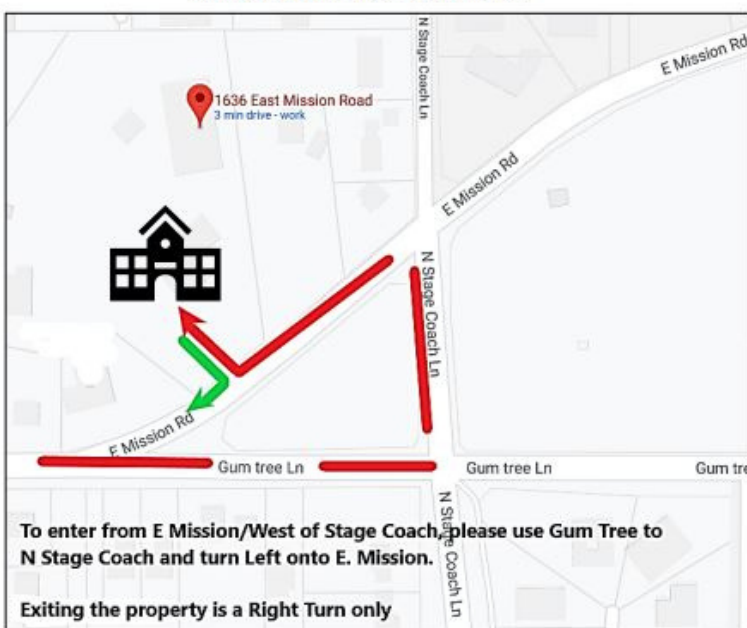 N Stage Coach Ln
E Mission Rd
1636 East Mission Road
3 min drive - work
E Mission Rd
N Stage Coach Ln
E Mission Rd
Gum tree Ln
Gum tree Ln
Gum tre
N Stage Coach Ln
To enter from E Mission/West of Stage Coach, please use Gum Tree to
N Stage Coach and turn Left onto E. Mission.
Exiting the property is a Right Turn only